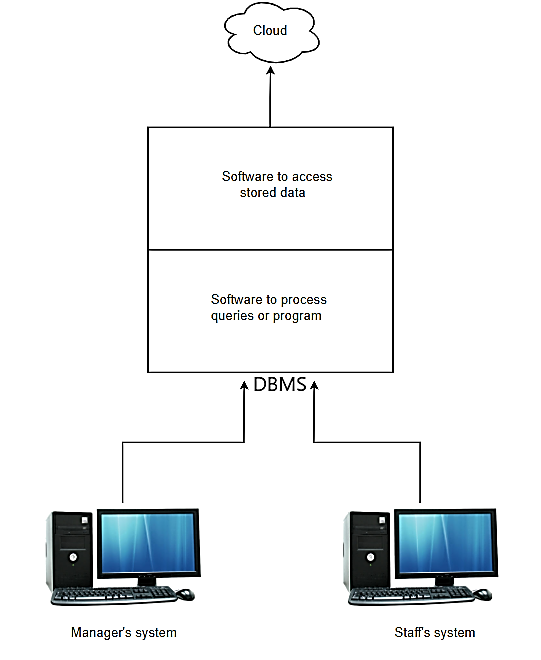 Cloud
Software to access
stored data
Software to process
queries or program
DBMS
Manager's system
Staff's system